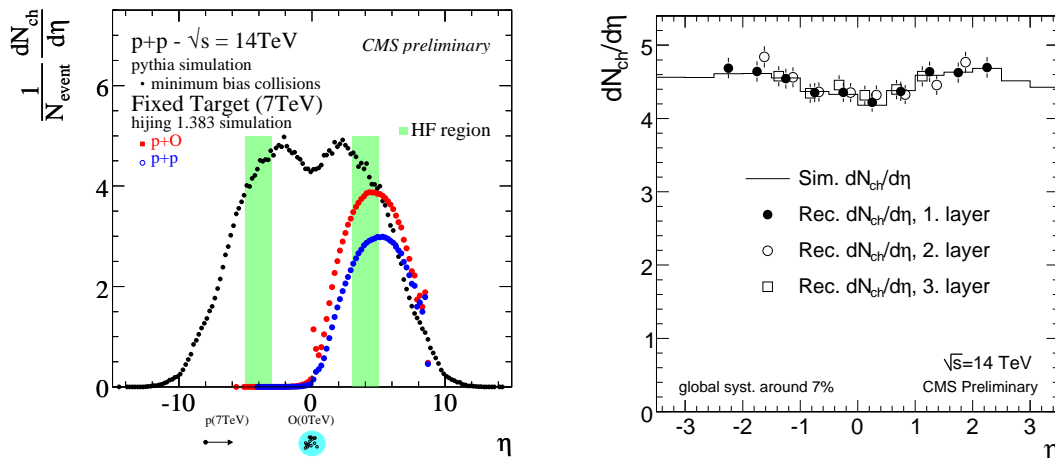 1/N_event dN_ch/dη
p+p - √s = 14TeV
CMS preliminary
pythia simulation
minimum bias collisions
Fixed Target (7TeV)
hijing 1.383 simulation
p+O
p+p
HF region
6
4
2
0
-10 0 10
p(7TeV) O(0TeV)
η
dN_ch/dη
5
4
3
2
1
0
Sim. dN_ch/dη
Rec. dN_ch/dη, 1. layer
Rec. dN_ch/dη, 2. layer
Rec. dN_ch/dη, 3. layer
√s=14 TeV
global syst. around 7% CMS Preliminary
-3 -2 -1 0 1 2 3
η